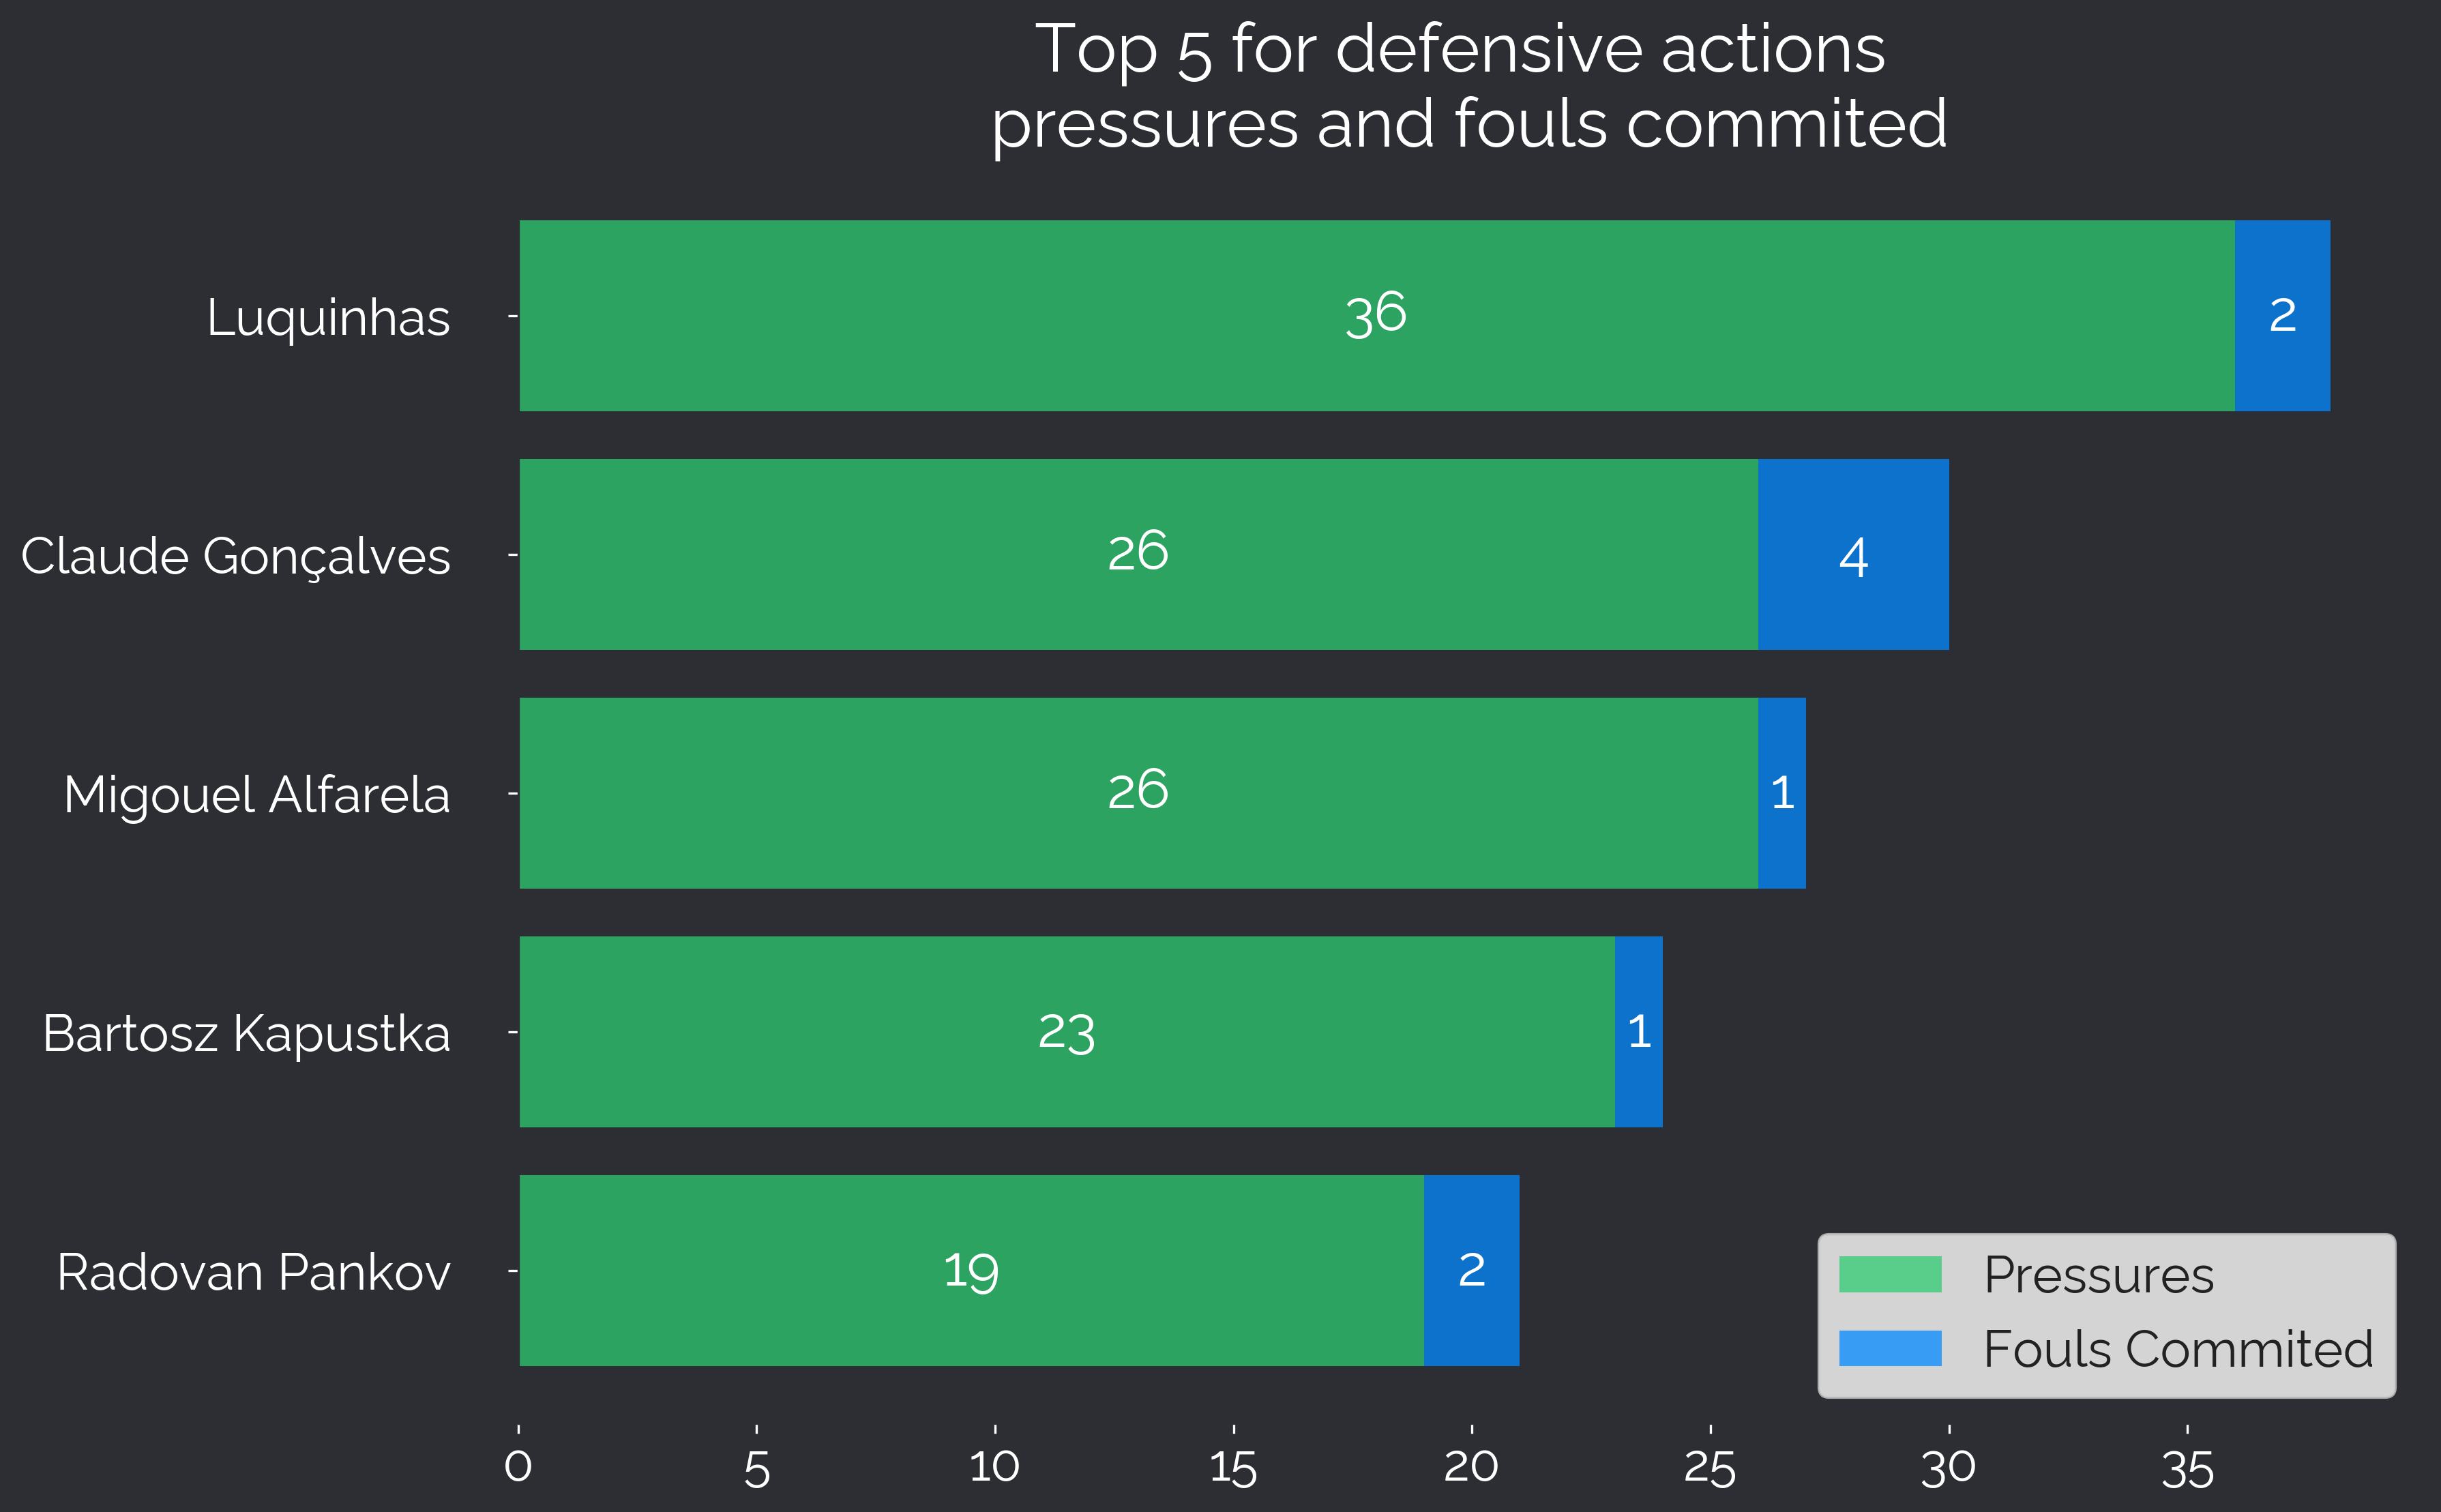 Top 5 for defensive actions
pressures and fouls commited
Luquinhas
36
2
Claude Gonçalves
26
4
Migouel Alfarela
26
1
Bartosz Kapustka
23
1
Radovan Pankov
19
2
Pressures
Fouls Commited
0 5 10 15 20 25 30 35